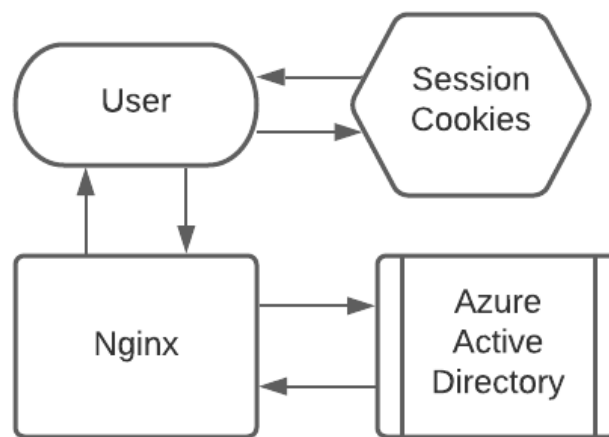 User
Session
Cookies
Nginx
Azure
Active
Directory